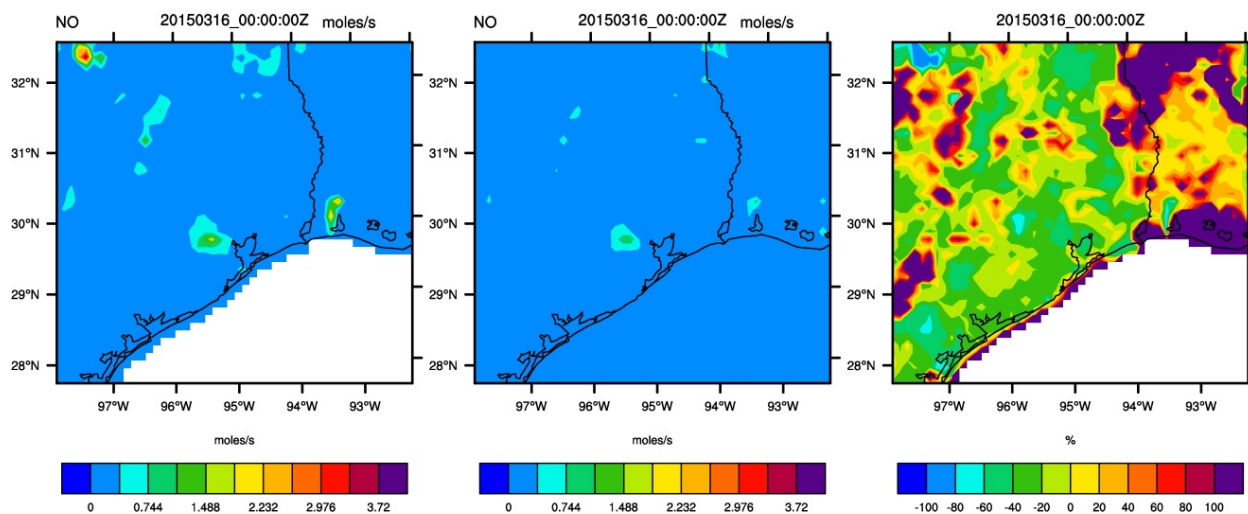 NO 20150316_00:00:00Z moles/s
NO 20150316_00:00:00Z moles/s
20150316_00:00:00Z
32°N
31°N
30°N
29°N
28°N
97°W 96°W 95°W 94°W 93°W
32°N
31°N
30°N
29°N
28°N
97°W 96°W 95°W 94°W 93°W
32°N
31°N
30°N
29°N
28°N
97°W 96°W 95°W 94°W 93°W
moles/s
0 0.744 1.488 2.232 2.976 3.72
moles/s
0 0.744 1.488 2.232 2.976 3.72
%
-100 -80 -60 -40 -20 0 20 40 60 80 100